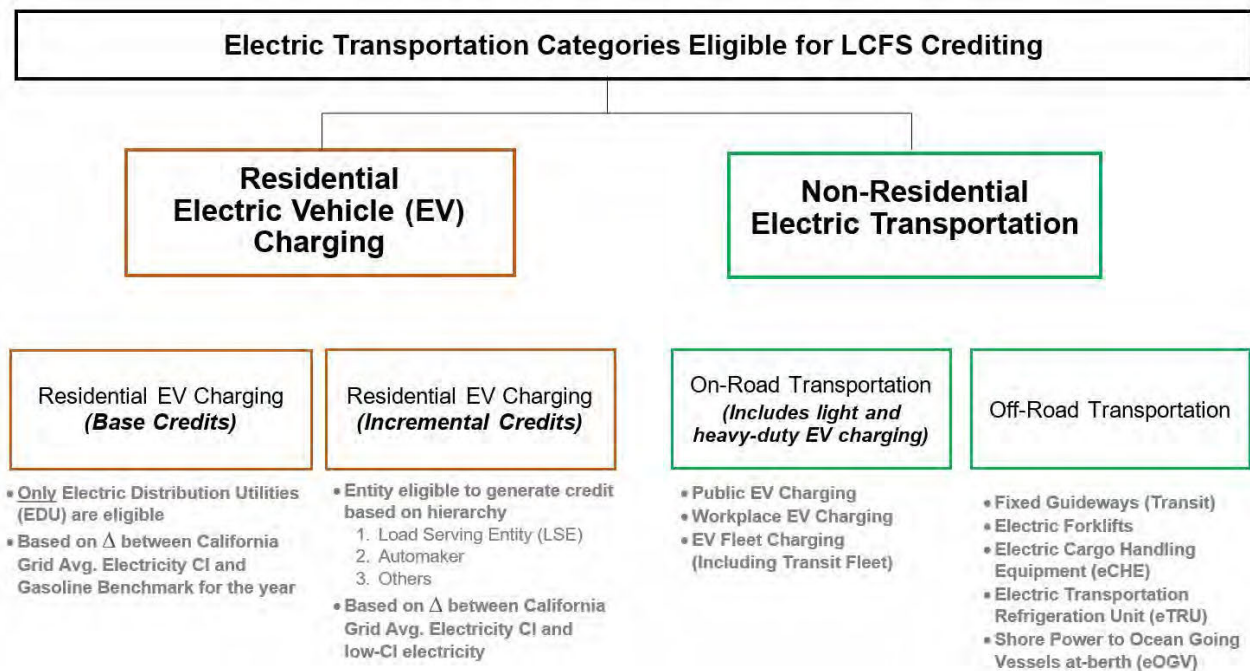 Electric Transportation Categories Eligible for LCFS Crediting
Residential
Electric Vehicle (EV)
Charging
Non-Residential
Electric Transportation
Residential EV Charging
(Base Credits)
• Only Electric Distribution Utilities
(EDU) are eligible
• Based on Δ between California
Grid Avg. Electricity CI and
Gasoline Benchmark for the year
Residential EV Charging
(Incremental Credits)
• Entity eligible to generate credit
based on hierarchy
1. Load Serving Entity (LSE)
2. Automaker
3. Others
• Based on Δ between California
Grid Avg. Electricity CI and
low-CI electricity
On-Road Transportation
(Includes light and
heavy-duty EV charging)
• Public EV Charging
• Workplace EV Charging
• EV Fleet Charging
(Including Transit Fleet)
Off-Road Transportation
• Fixed Guideways (Transit)
• Electric Forklifts
• Electric Cargo Handling
Equipment (eCHE)
• Electric Transportation
Refrigeration Unit (eTRU)
• Shore Power to Ocean Going
Vessels at-berth (eOGV)